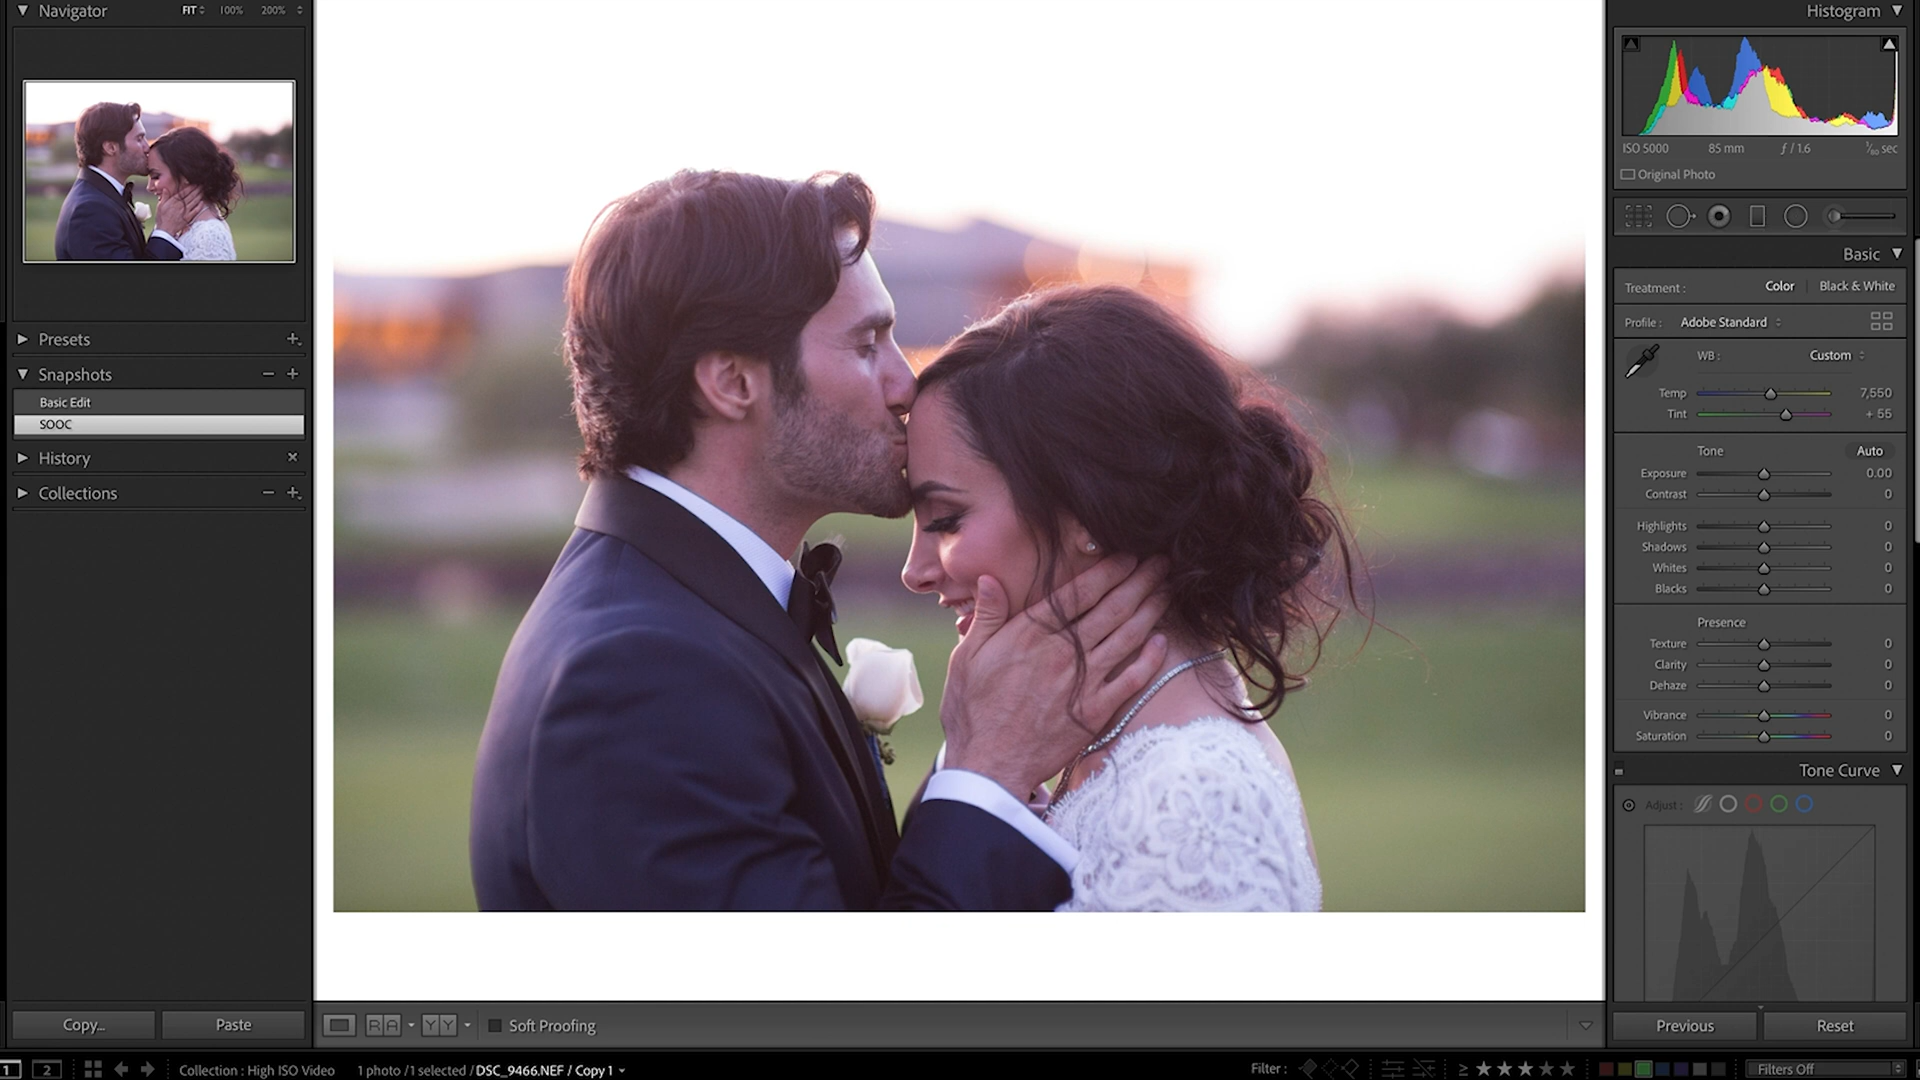 Navigator
FIT 100% 200%
Presets
Snapshots
Basic Edit
SOOC
History
Collections
Copy...
Paste
Histogram
ISO 5000 85 mm ƒ / 1.6 1/80 sec
Original Photo
Basic
Treatment : Color Black & White
Profile : Adobe Standard
WB : Custom
Temp 7,550
Tint + 55
Tone Auto
Exposure 0.00
Contrast 0
Highlights 0
Shadows 0
Whites 0
Blacks 0
Presence
Texture 0
Clarity 0
Dehaze 0
Vibrance 0
Saturation 0
Tone Curve
Adjust :
R A Y Y Soft Proofing
Previous
Reset
1 2 Collection : High ISO Video 1 photo / 1 selected / DSC_9466.NEF / Copy 1
Filter : ≥ Filters Off